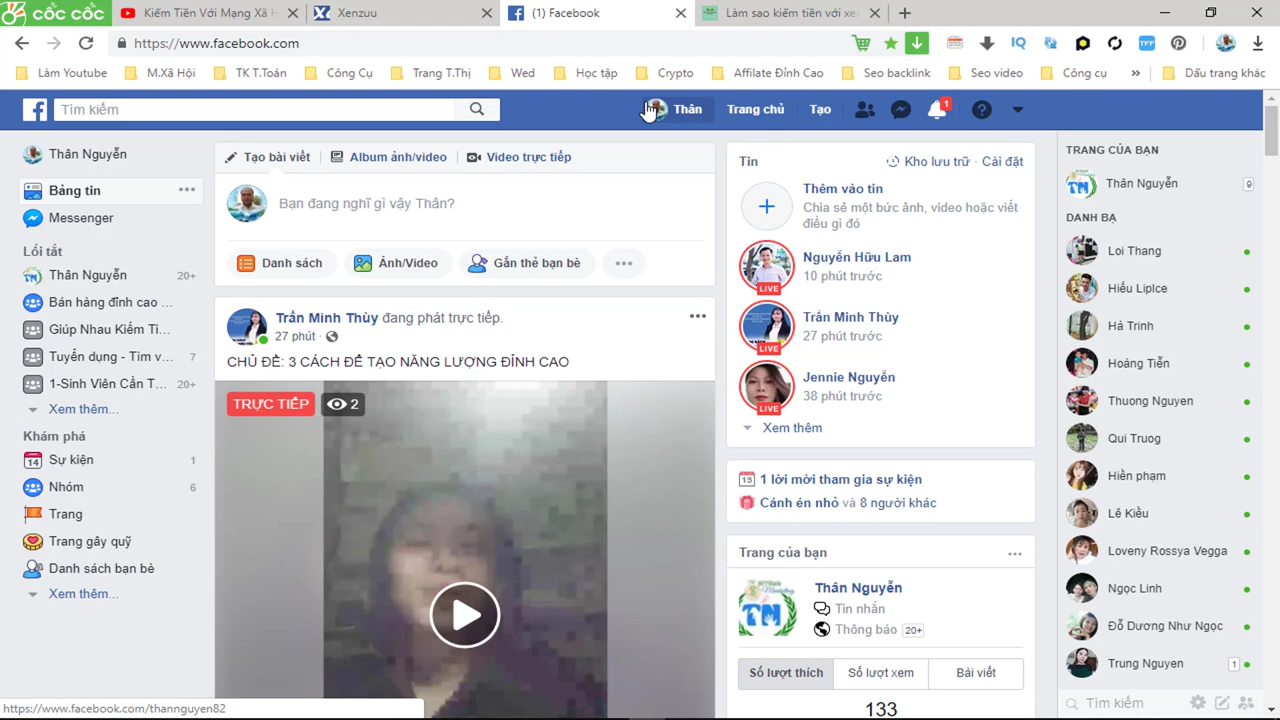 cốc cốc
Kiếm Tiền Với Mạng Xã H
Xenzuu
(1) Facebook
Làm sao kiếm tiền với xe
https://www.facebook.com
Làm Youtube
M.Xã Hội
TK T.Toán
Công Cụ
Trang T.Thị
Wed
Học tập
Crypto
Affilate Đỉnh Cao
Seo backlink
Seo video
Công cụ
Dấu trang khác
Tìm kiếm
Thân
Trang chủ
Tạo
1
Thân Nguyễn
Bảng tin
Messenger
Lối tắt
Thân Nguyễn 20+
Bán hàng đỉnh cao ...
Giúp Nhau Kiếm Ti...
Tuyển dụng - Tìm v... 7
1-Sinh Viên Cần T... 20+
Xem thêm...
Khám phá
Sự kiện 1
Nhóm 6
Trang
Trang gây quỹ
Danh sách bạn bè
Xem thêm...
https://www.facebook.com/thannguyen82
Tạo bài viết
Album ảnh/video
Video trực tiếp
Bạn đang nghĩ gì vậy Thân?
Danh sách
Ảnh/Video
Gắn thẻ bạn bè
Trần Minh Thùy đang phát trực tiếp.
27 phút ·
CHỦ ĐỀ: 3 CÁCH ĐỂ TẠO NĂNG LƯỢNG ĐỈNH CAO
TRỰC TIẾP 2
Tin
Kho lưu trữ · Cài đặt
Thêm vào tin
Chia sẻ một bức ảnh, video hoặc viết
điều gì đó
Nguyễn Hữu Lam
10 phút trước
LIVE
Trần Minh Thùy
27 phút trước
LIVE
Jennie Nguyễn
38 phút trước
LIVE
Xem thêm
1 lời mời tham gia sự kiện
Cánh én nhỏ và 8 người khác
Trang của bạn
Thân Nguyễn
Tin nhắn
Thông báo 20+
Số lượt thích
Số lượt xem
Bài viết
133
TRANG CỦA BẠN
Thân Nguyễn 9
DANH BẠ
Loi Thang
Hiếu LipIce
Hà Trinh
Hoàng Tiễn
Thuong Nguyen
Qui Truog
Hiền phạm
Lê Kiều
Loveny Rossya Vegga
Ngọc Linh
Đỗ Dương Như Ngọc
Trung Nguyen 1
Tìm kiếm